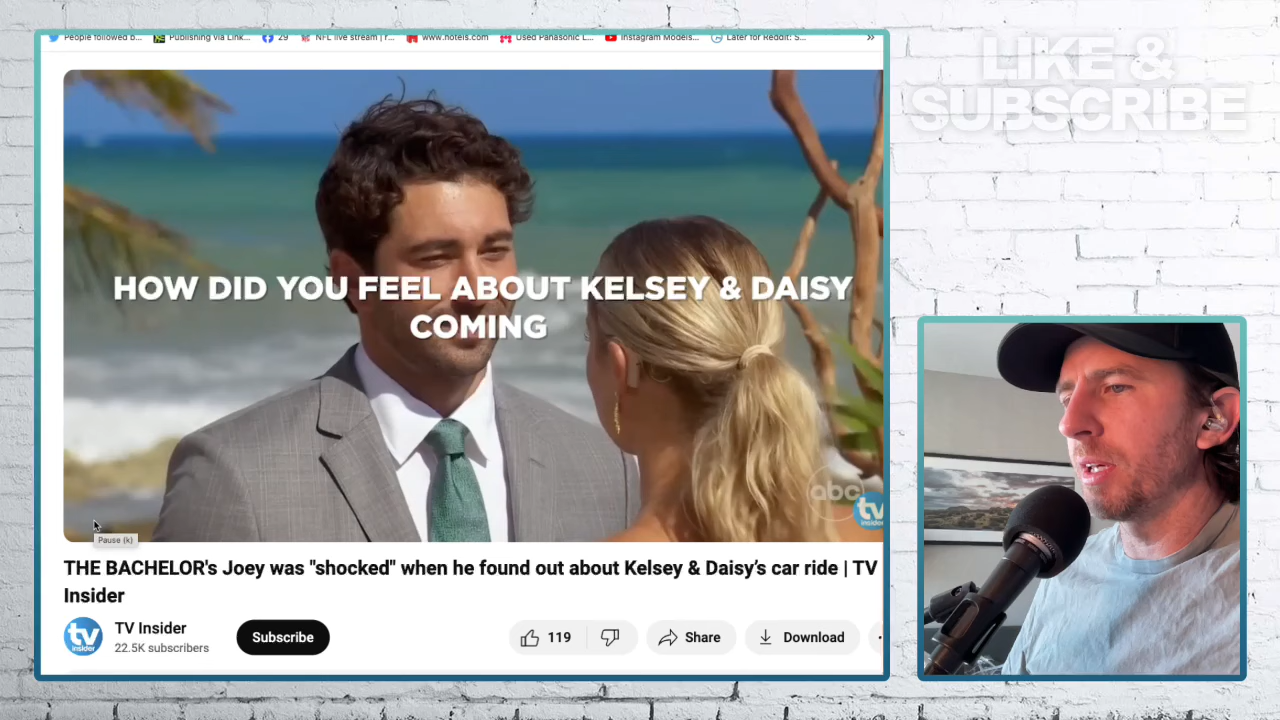 People followed b...
Publishing via Link...
29
NFL live stream | r...
www.hotels.com
Used Panasonic L...
Instagram Models...
Later for Reddit: S...
»
LIKE &
SUBSCRIBE
HOW DID YOU FEEL ABOUT KELSEY & DAISY
COMING
abc
tv
insider
Pause (k)
THE BACHELOR's Joey was "shocked" when he found out about Kelsey & Daisy's car ride | TV
Insider
tv
insider
TV Insider
22.5K subscribers
Subscribe
119
Share
Download